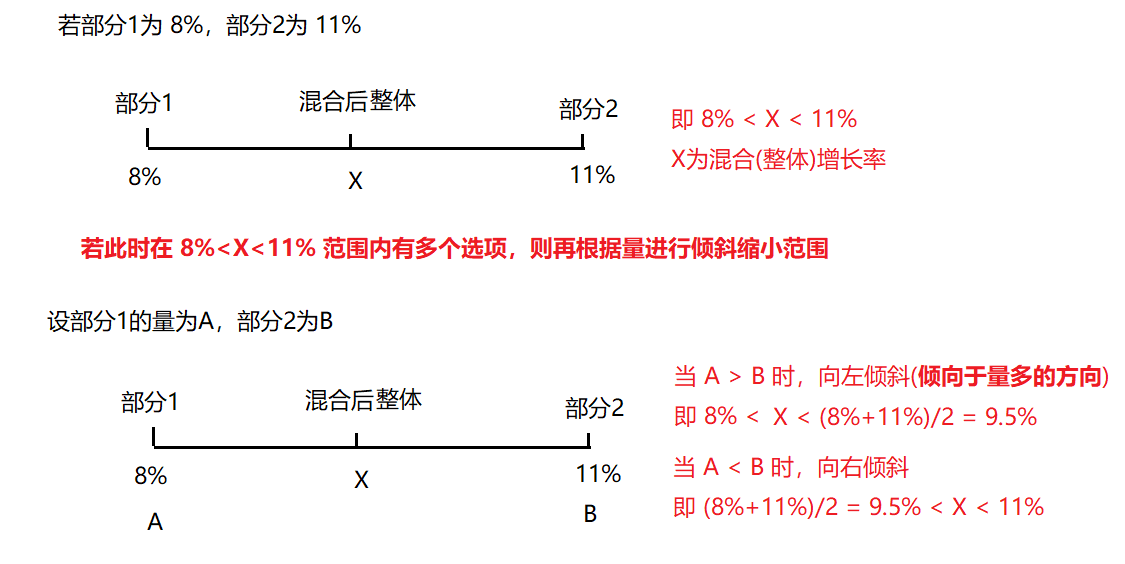 若部分1为 8%，部分2为 11%
部分1
混合后整体
部分2
8%
X
11%
即 8% < X < 11%
X为混合(整体)增长率
若此时在 8%<X<11% 范围内有多个选项，则再根据量进行倾斜缩小范围
设部分1的量为A，部分2为B
部分1
混合后整体
部分2
8%
X
11%
A
B
当 A > B 时，向左倾斜(倾向于量多的方向)
即 8% < X < (8%+11%)/2 = 9.5%
当 A < B 时，向右倾斜
即 (8%+11%)/2 = 9.5% < X < 11%